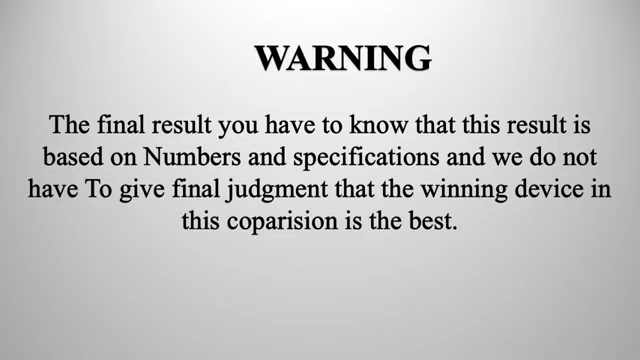 WARNING
The final result you have to know that this result is
based on Numbers and specifications and we do not
have To give final judgment that the winning device in
this coparision is the best.